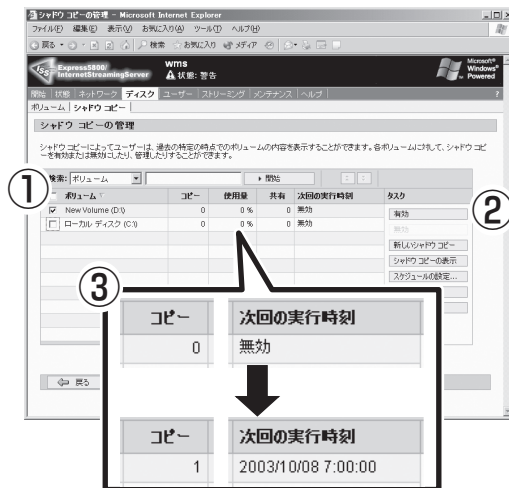 シャドウ コピーの管理 - Microsoft Internet Explorer
ファイル(F) 編集(E) 表示(V) お気に入り(A) ツール(T) ヘルプ(H)
戻る 検索 お気に入り メディア
Express5800/
InternetStreamingServer
ISS
wms
状態: 警告
Microsoft®
Windows®
Powered
開始 状態 ネットワーク ディスク ユーザー ストリーミング メンテナンス ヘルプ ?
ボリューム シャドウ コピー
シャドウ コピーの管理
シャドウ コピーによってユーザーは、過去の特定の時点でのボリュームの内容を表示することができます。各ボリュームに対して、シャドウ コピ
ーを有効または無効にしたり、管理したりすることができます。
① 検索: ボリューム 開始
ボリューム コピー 使用量 共有 次回の実行時刻 タスク
②
New Volume (D:\) 0 0 % 0 無効
ローカル ディスク (C:\) 0 0 % 0 無効
有効
無効
新しいシャドウ コピー
シャドウ コピーの表示
スケジュールの設定...
③
コピー 次回の実行時刻
0 無効
コピー 次回の実行時刻
1 2003/10/08 7:00:00
戻る